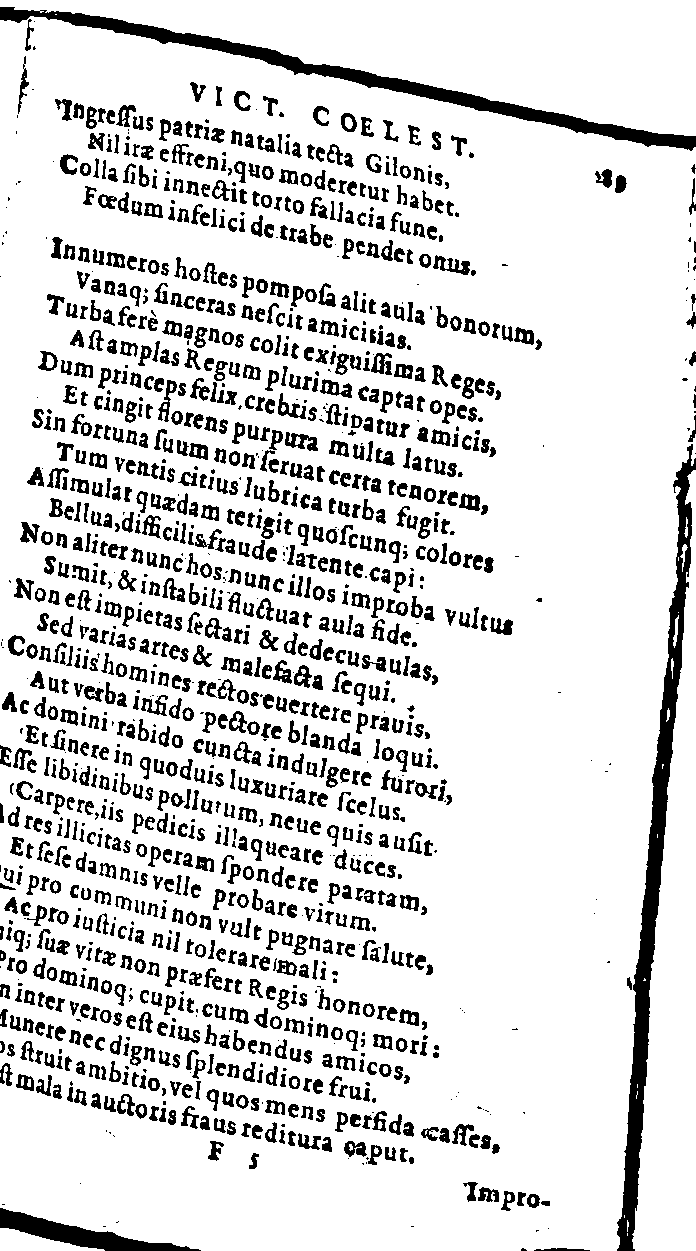 VICT. COELEST.
89
Ingreſſus patriæ natalia tecta Gilonis,
Nil iræ effreni, quo moderetur habet.
Colla ſibi innectit torto fallacia fune,
Fœdum infelici de trabe pendet onus.
Innumeros hoſtes pompoſa alit aula bonorum,
Vanaq; ſinceras neſcit amicitias.
Turba ferè magnos colit exiguiſſima Reges,
Aſt amplas Regum plurima captat opes.
Dum princeps felix crebris ſtipatur amicis,
Et cingit florens purpura multa latus.
Sin fortuna ſuum non ſeruat certa tenorem,
Tum ventis citius lubrica turba fugit.
Aſſimulat quædam tetigit quoſcunq; colores
Bellua, difficilis fraude latente capi:
Non aliter nunc hos nunc illos improba vultus
Sumit, & inſtabili fluctuat aula fide.
Non eſt impietas ſectari & dedecus aulas,
Sed varias artes & malefacta ſequi.
Conſiliis homines rectos euertere prauis,
Aut verba infido pectore blanda loqui.
Ac domini rabido cuncta indulgere furori,
Et ſinere in quoduis luxuriare ſcelus.
Eſſe libidinibus pollutum, neue quis auſit
Carpere, iis pedicis illaqueare duces.
Ad res illicitas operam ſpondere paratam,
Et ſeſe damnis velle probare virum.
ui pro communi non vult pugnare ſalute,
Ac pro iuſticia nil tolerare mali:
niq; ſuæ vitæ non præfert Regis honorem,
Pro dominoq; cupit cum dominoq; mori:
n inter veros eſt eius habendus amicos,
Munere nec dignus ſplendidiore frui.
os ſtruit ambitio, vel quos mens perfida caſſes,
ſt mala in auctoris fraus reditura caput.
F 5
Impro-